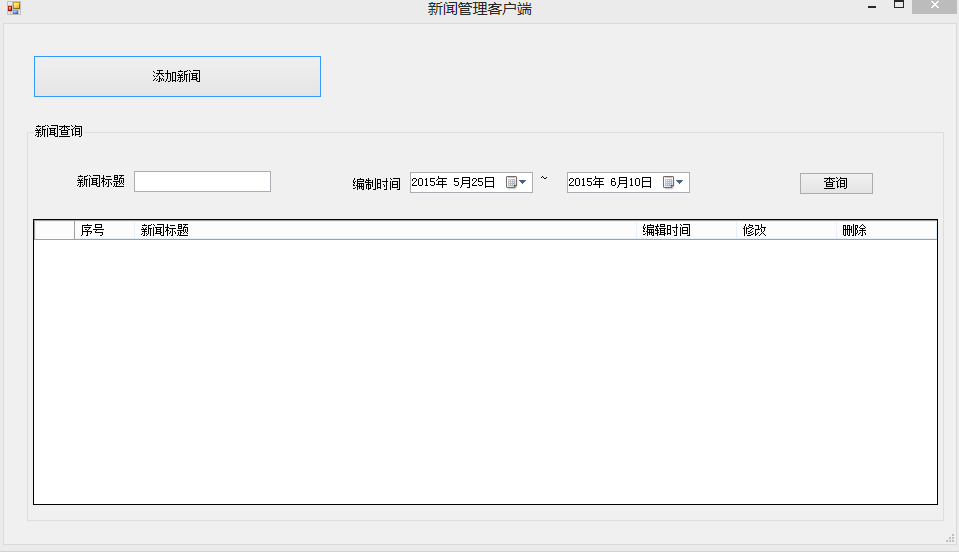 新闻管理客户端
添加新闻
新闻查询
新闻标题 编制时间 2015年 5月25日 ~ 2015年 6月10日 查询
序号 新闻标题 编辑时间 修改 删除